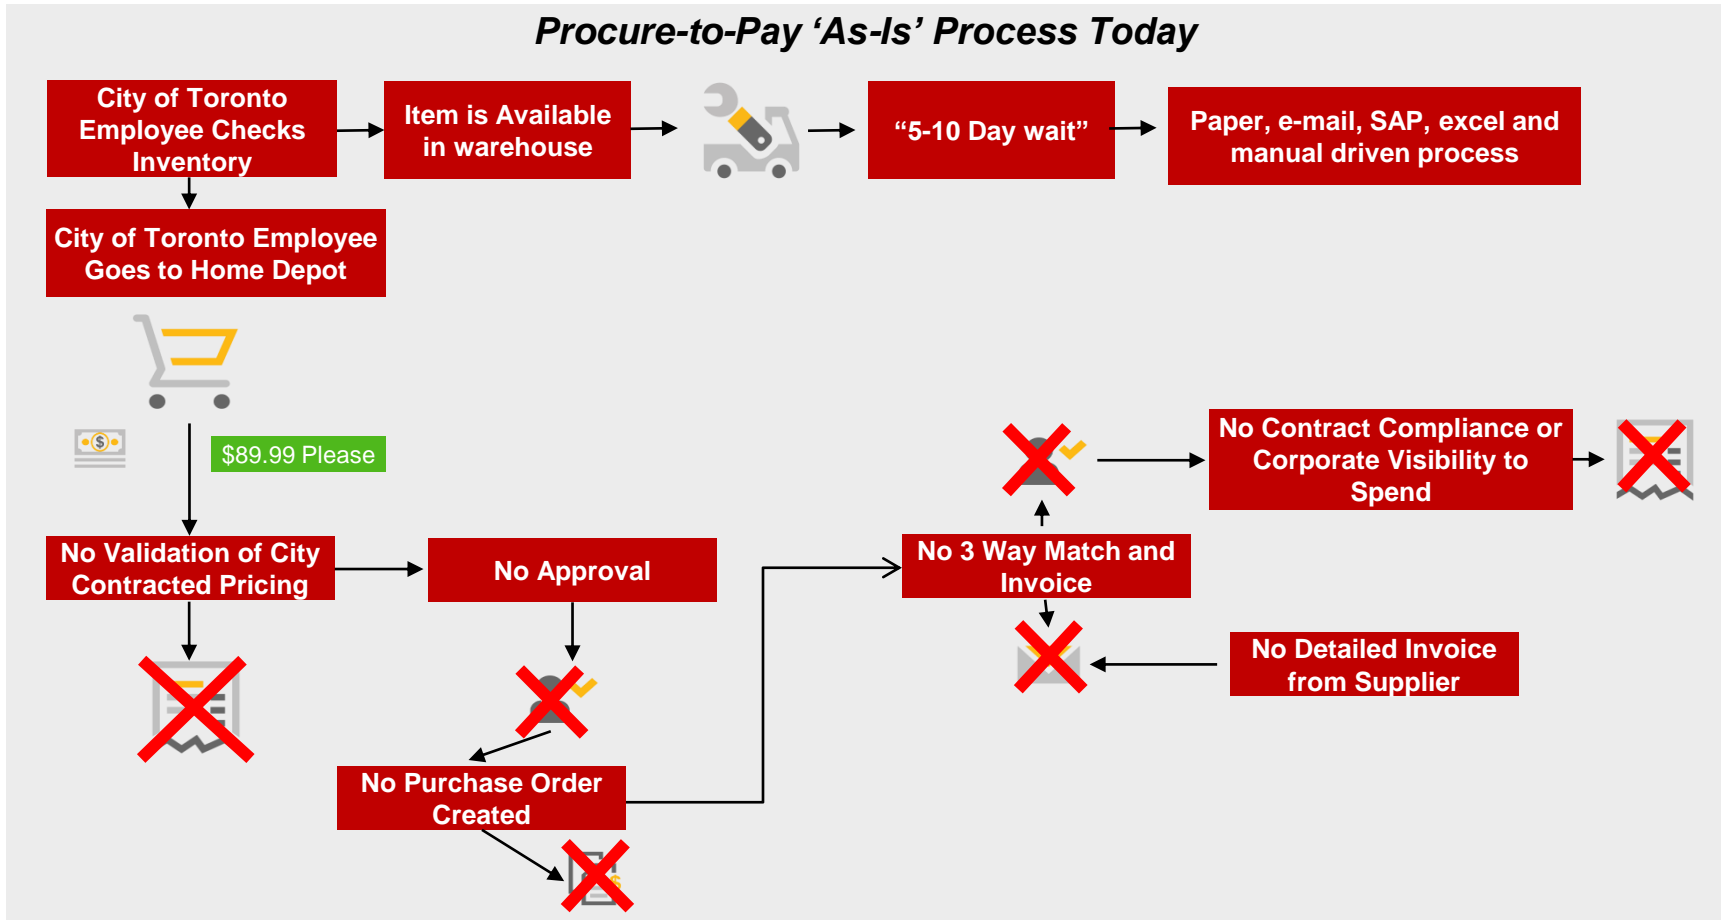 Procure-to-Pay ‘As-Is’ Process Today
City of Toronto
Employee Checks
Inventory
Item is Available
in warehouse
“5-10 Day wait”
Paper, e-mail, SAP, excel and
manual driven process
City of Toronto Employee
Goes to Home Depot
$
$89.99 Please
No Validation of City
Contracted Pricing
No Approval
No Purchase Order
Created
$
No 3 Way Match and
Invoice
No Contract Compliance or
Corporate Visibility to
Spend
No Detailed Invoice
from Supplier